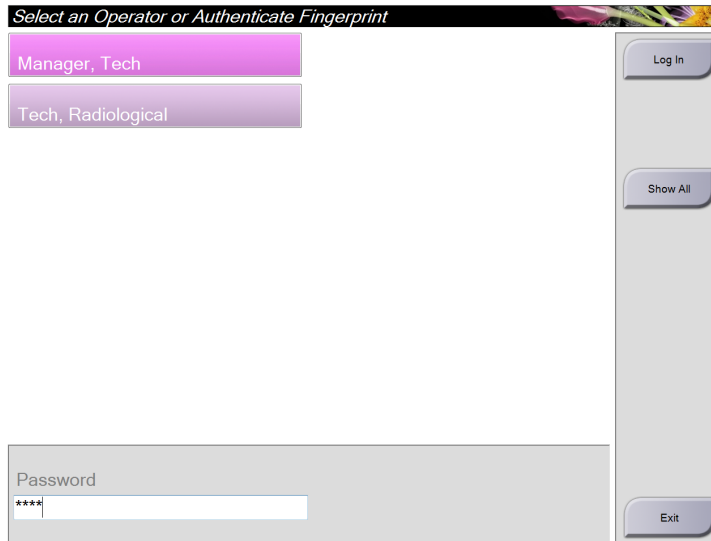 Select an Operator or Authenticate Fingerprint
Manager, Tech
Log In
Tech, Radiological
Show All
Password
****
Exit